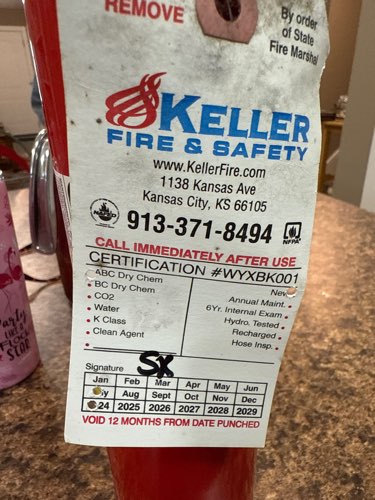 REMOVE
By order
of State
Fire Marshal
KELLER
FIRE & SAFETY
www.KellerFire.com
1138 Kansas Ave
Kansas City, KS 66105
913-371-8494
NFPA
CALL IMMEDIATELY AFTER USE
CERTIFICATION #WYXBK001
ABC Dry Chem
BC Dry Chem
CO2
Water
K Class
Clean Agent
New
Annual Maint.
6Yr. Internal Exam
Hydro. Tested
Recharged
Hose Insp.
Signature SX
Jan Feb Mar Apr May Jun
Aug Sept Oct Nov Dec
24 2025 2026 2027 2028 2029
VOID 12 MONTHS FROM DATE PUNCHED
Party
LIKE A
STAR